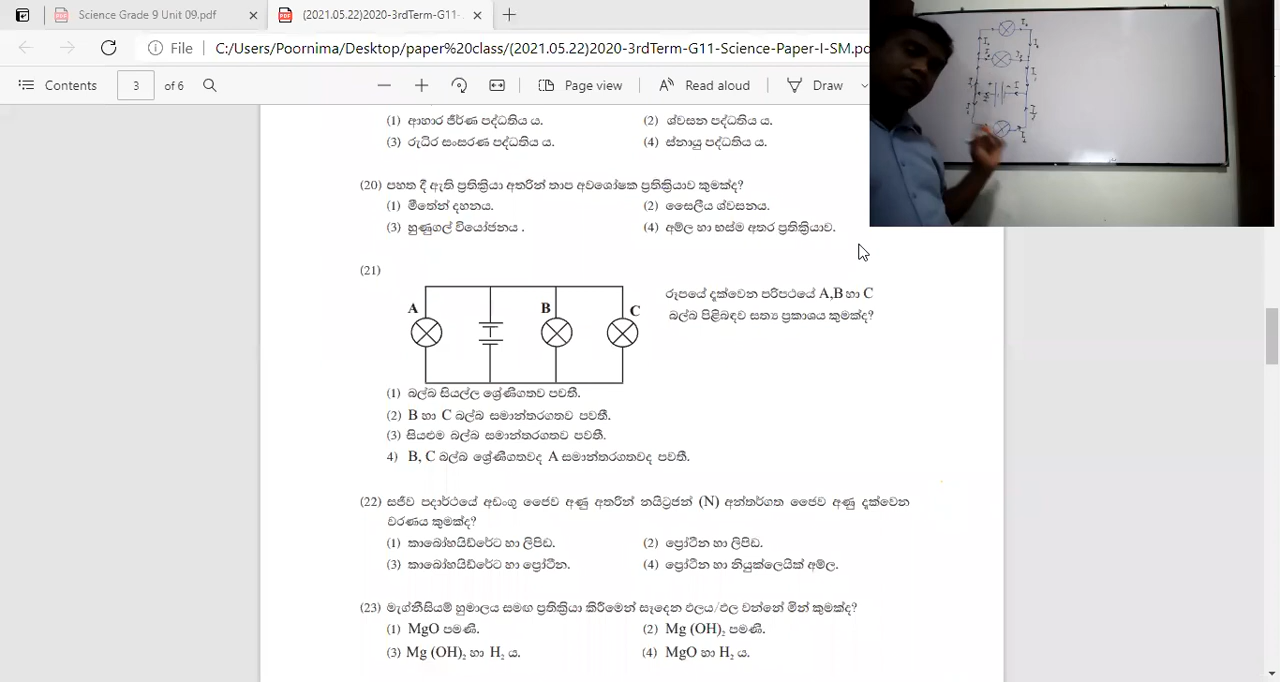 Science Grade 9 Unit 09.pdf
(2021.05.22)2020-3rdTerm-G11-
File
C:/Users/Poornima/Desktop/paper%20class/(2021.05.22)2020-3rdTerm-G11-Science-Paper-I-SM.pdf
Contents 3 of 6 Page view Read aloud Draw
(1) ආහාර ජීර්ණ පද්ධතිය ය. (2) ශ්වසන පද්ධතිය ය.
(3) රුධිර සංසරණ පද්ධතිය ය. (4) ස්නායු පද්ධතිය ය.
(20) පහත දී ඇති ප්‍රතික්‍රියා අතරින් තාප අවශෝෂක ප්‍රතික්‍රියාව කුමක්ද?
(1) මීතේන් දහනය. (2) සෛලීය ශ්වසනය.
(3) හුණුගල් වියෝජනය . (4) අම්ල හා භස්ම අතර ප්‍රතික්‍රියාව.
(21)
A B C
රූපයේ දැක්වෙන පරිපථයේ A,B හා C
බල්බ පිළිබඳව සත්‍ය ප්‍රකාශය කුමක්ද?
(1) බල්බ සියල්ල ශ්‍රේණිගතව පවතී.
(2) B හා C බල්බ සමාන්තරගතව පවතී.
(3) සියළුම බල්බ සමාන්තරගතව පවතී.
4) B, C බල්බ ශ්‍රේණිගතවද A සමාන්තරගතවද පවතී.
(22) සජීව පදාර්ථයේ අඩංගු ජෛව අණු අතරින් නයිට්‍රජන් (N) අන්තර්ගත ජෛව අණු දැක්වෙන
වරණය කුමක්ද?
(1) කාබෝහයිඩ්රේට හා ලිපිඩ. (2) ප්‍රෝටීන හා ලිපිඩ.
(3) කාබෝහයිඩ්රේට හා ප්‍රෝටීන. (4) ප්‍රෝටීන හා නියුක්ලෙයික් අම්ල.
(23) මැග්නීසියම් හුමාලය සමඟ ප්‍රතික්‍රියා කිරීමෙන් සෑදෙන ඵලය/ඵල වන්නේ මින් කුමක්ද?
(1) MgO පමණි. (2) Mg (OH)₂ පමණි.
(3) Mg (OH)₂ හා H₂ ය. (4) MgO හා H₂ ය.